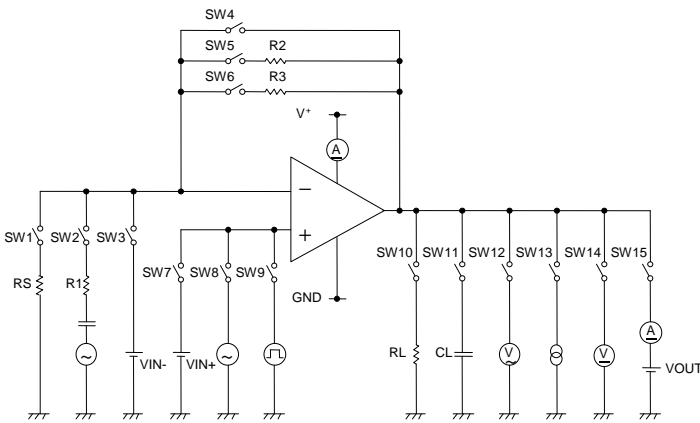 SW4
SW5 R2
SW6 R3
V+
A
−
+
SW1 SW2 SW3
SW7 SW8 SW9
SW10 SW11 SW12 SW13 SW14 SW15
RS R1
GND
VIN- VIN+
RL CL V V A
VOUT